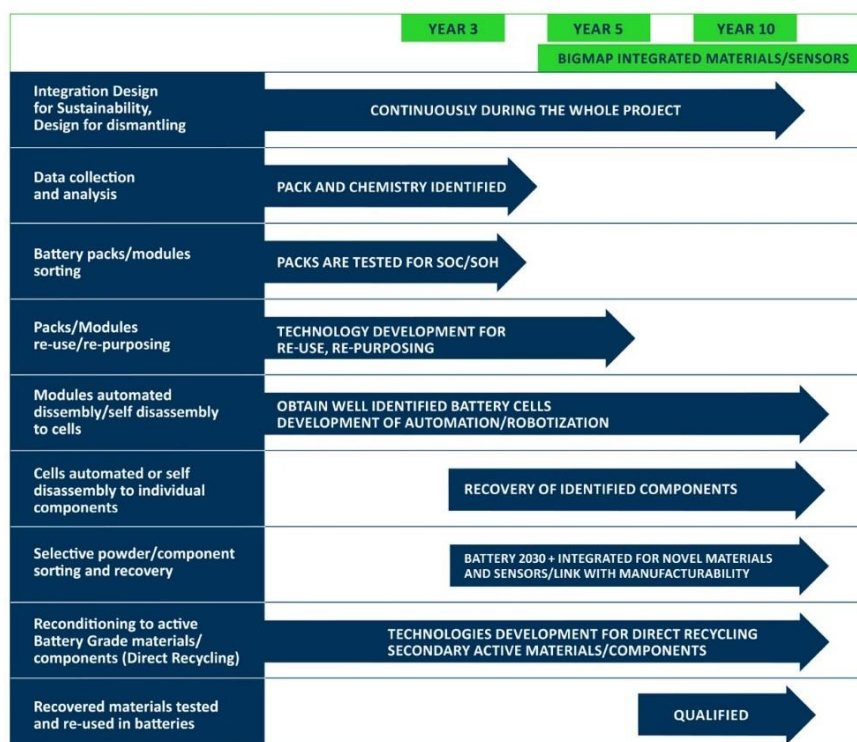 YEAR 3
YEAR 5
YEAR 10
BIGMAP INTEGRATED MATERIALS/SENSORS
Integration Design
for Sustainability,
Design for dismantling
CONTINUOUSLY DURING THE WHOLE PROJECT
Data collection
and analysis
PACK AND CHEMISTRY IDENTIFIED
Battery packs/modules
sorting
PACKS ARE TESTED FOR SOC/SOH
Packs/Modules
re-use/re-purposing
TECHNOLOGY DEVELOPMENT FOR
RE-USE, RE-PURPOSING
Modules automated
dissembly/self disassembly
to cells
OBTAIN WELL IDENTIFIED BATTERY CELLS
DEVELOPMENT OF AUTOMATION/ROBOTIZATION
Cells automated or self
disassembly to individual
components
RECOVERY OF IDENTIFIED COMPONENTS
Selective powder/component
sorting and recovery
BATTERY 2030 + INTEGRATED FOR NOVEL MATERIALS
AND SENSORS/LINK WITH MANUFACTURABILITY
Reconditioning to active
Battery Grade materials/
components (Direct Recycling)
TECHNOLOGIES DEVELOPMENT FOR DIRECT RECYCLING
SECONDARY ACTIVE MATERIALS/COMPONENTS
Recovered materials tested
and re-used in batteries
QUALIFIED